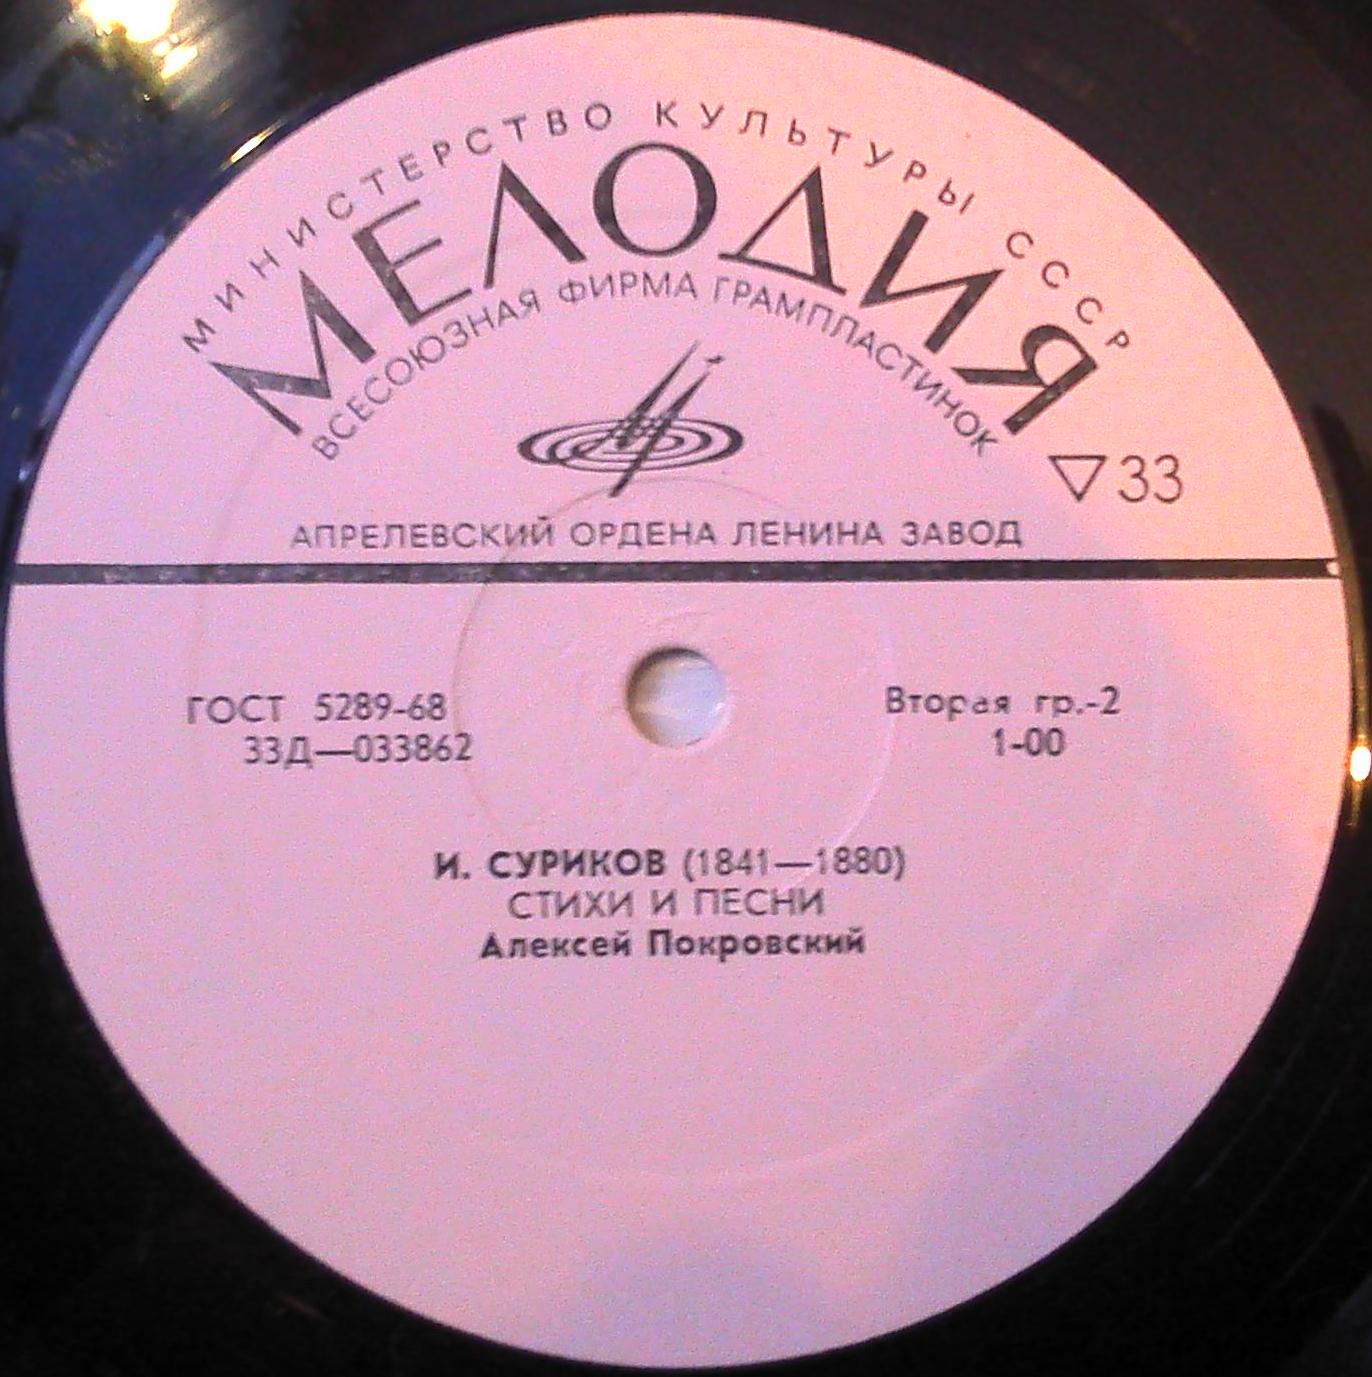 МИНИСТЕРСТВО КУЛЬТУРЫ СССР
МЕЛОДИЯ
ВСЕСОЮЗНАЯ ФИРМА ГРАМПЛАСТИНОК
▽33
АПРЕЛЕВСКИЙ ОРДЕНА ЛЕНИНА ЗАВОД
ГОСТ 5289-68
33Д—033862
Вторая гр.-2
1-00
И. СУРИКОВ (1841—1880)
СТИХИ И ПЕСНИ
Алексей Покровский